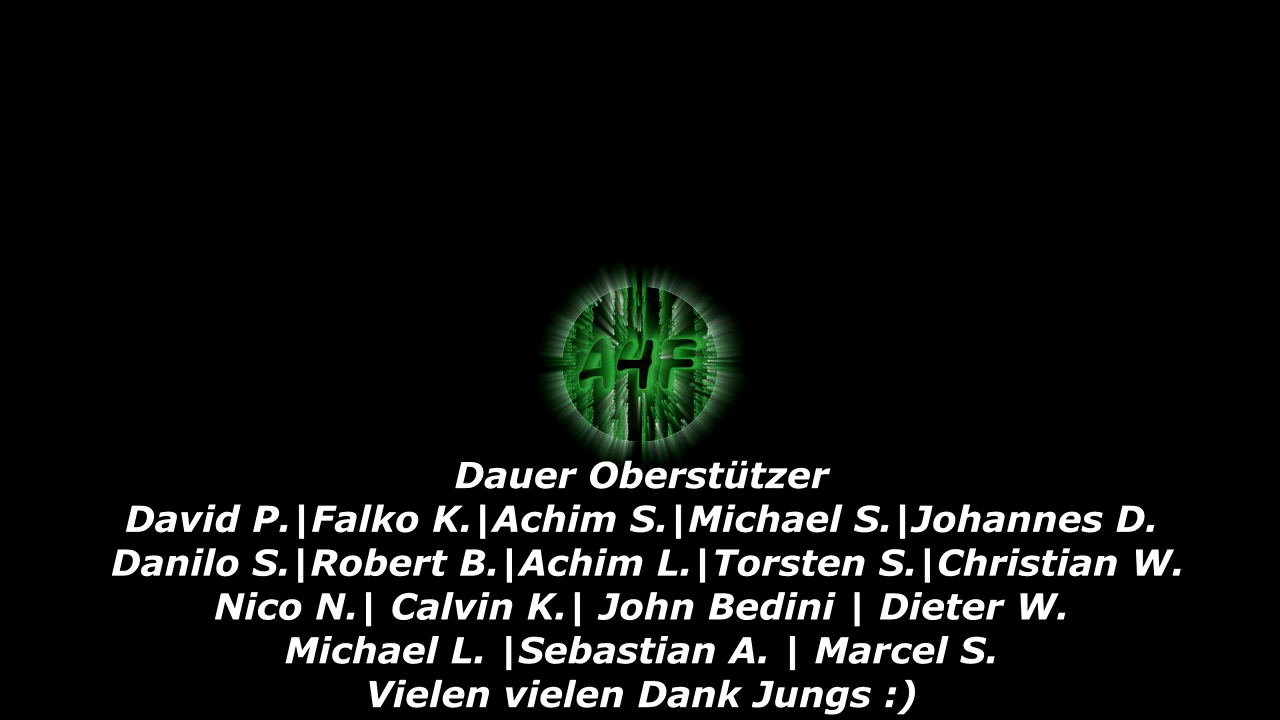 A4F
Dauer Oberstützer
David P.|Falko K.|Achim S.|Michael S.|Johannes D.
Danilo S.|Robert B.|Achim L.|Torsten S.|Christian W.
Nico N.| Calvin K.| John Bedini | Dieter W.
Michael L. |Sebastian A. | Marcel S.
Vielen vielen Dank Jungs :)